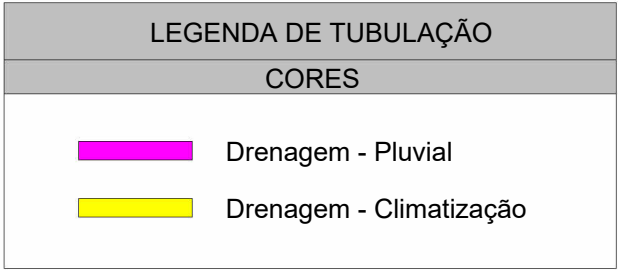 LEGENDA DE TUBULAÇÃO
CORES
Drenagem - Pluvial
Drenagem - Climatização